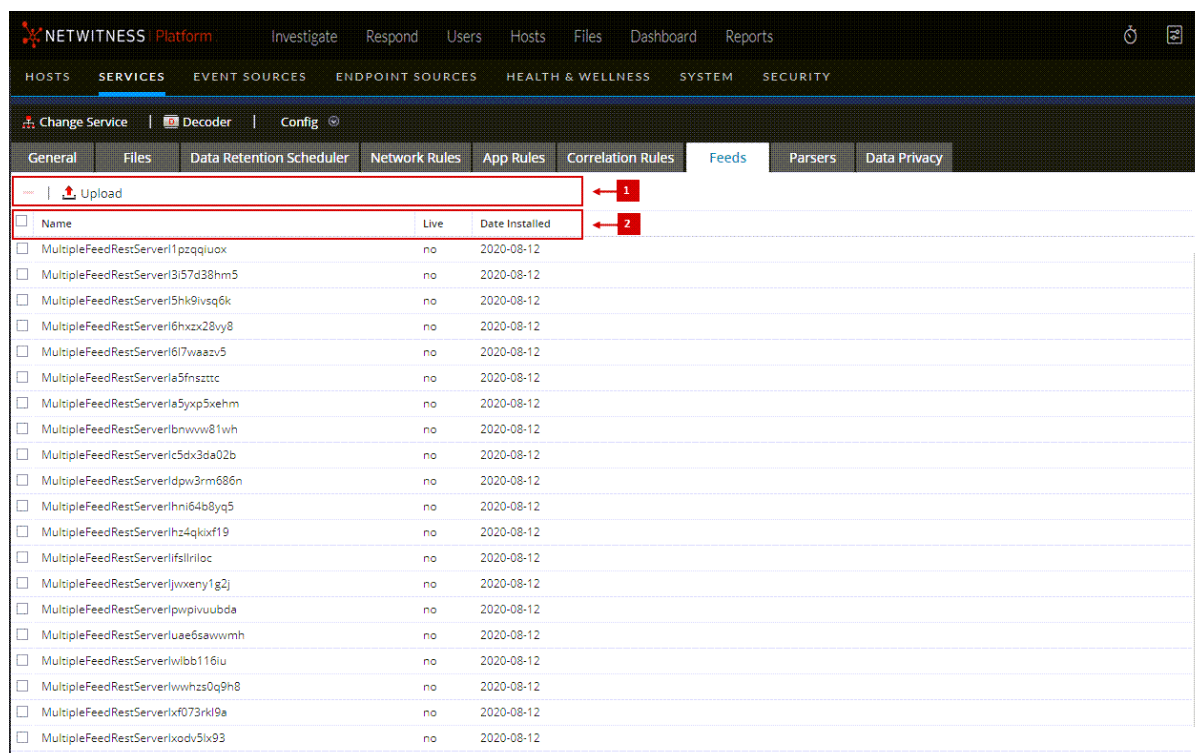 NETWITNESS Platform Investigate Respond Users Hosts Files Dashboard Reports
HOSTS SERVICES EVENT SOURCES ENDPOINT SOURCES HEALTH & WELLNESS SYSTEM SECURITY
Change Service | Decoder | Config
General Files Data Retention Scheduler Network Rules App Rules Correlation Rules Feeds Parsers Data Privacy
| Upload 1
Name Live Date Installed 2
MultipleFeedRestServerl1pzqqiuox no 2020-08-12
MultipleFeedRestServerl3i57d38hm5 no 2020-08-12
MultipleFeedRestServerl5hk9ivsq6k no 2020-08-12
MultipleFeedRestServerl6hxzx28vy8 no 2020-08-12
MultipleFeedRestServerl6l7waazv5 no 2020-08-12
MultipleFeedRestServerla5fnszttc no 2020-08-12
MultipleFeedRestServerla5yxp5xehm no 2020-08-12
MultipleFeedRestServerlbnwvw81wh no 2020-08-12
MultipleFeedRestServerlc5dx3da02b no 2020-08-12
MultipleFeedRestServerldpw3rm686n no 2020-08-12
MultipleFeedRestServerlhni64b8yq5 no 2020-08-12
MultipleFeedRestServerlhz4qkixf19 no 2020-08-12
MultipleFeedRestServerlifsllriloc no 2020-08-12
MultipleFeedRestServerljwxeny1g2j no 2020-08-12
MultipleFeedRestServerlpwpivuubda no 2020-08-12
MultipleFeedRestServerluae6sawwmh no 2020-08-12
MultipleFeedRestServerlwlbb116iu no 2020-08-12
MultipleFeedRestServerlwwhzs0q9h8 no 2020-08-12
MultipleFeedRestServerlxf073rkl9a no 2020-08-12
MultipleFeedRestServerlxodv5lx93 no 2020-08-12